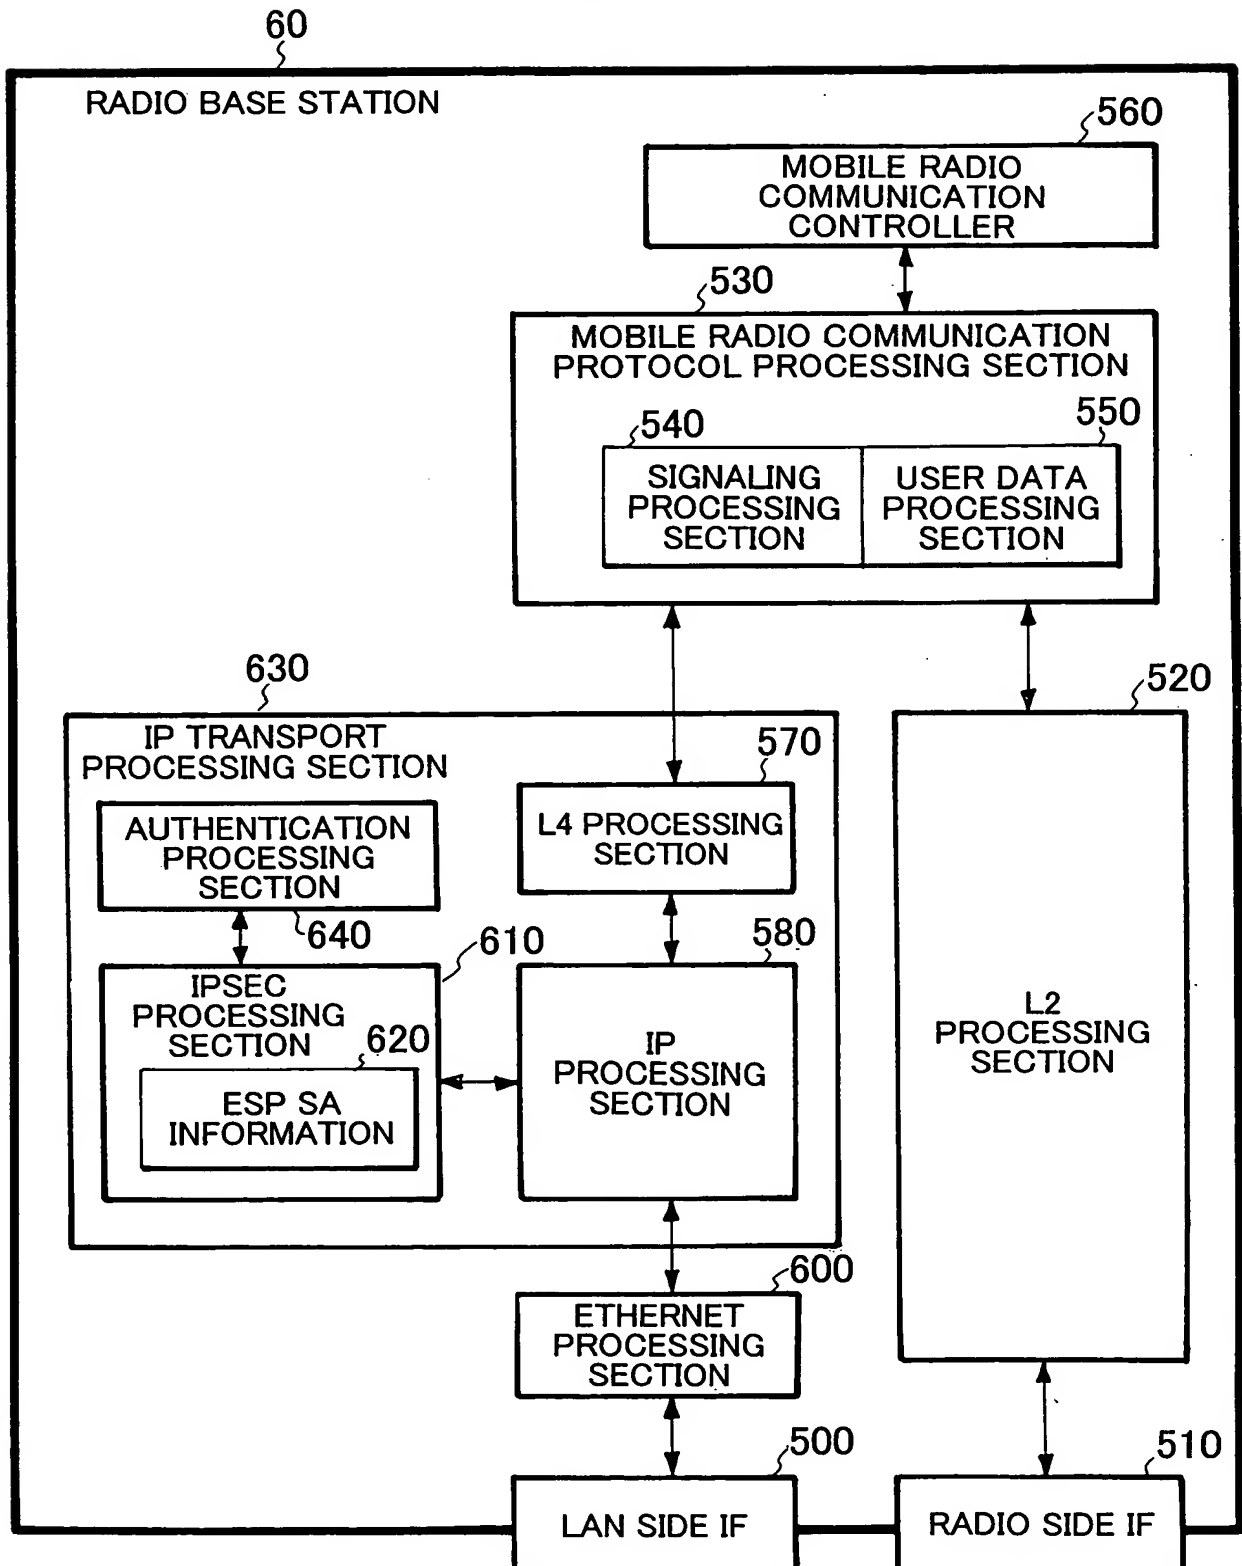 60
RADIO BASE STATION
560
MOBILE RADIO
COMMUNICATION
CONTROLLER
530
MOBILE RADIO COMMUNICATION
PROTOCOL PROCESSING SECTION
540
550
SIGNALING
PROCESSING
SECTION
USER DATA
PROCESSING
SECTION
630
520
IP TRANSPORT
PROCESSING SECTION
570
L4 PROCESSING
SECTION
AUTHENTICATION
PROCESSING
SECTION
640
610
580
IPSEC
PROCESSING
SECTION
620
ESP SA
INFORMATION
IP
PROCESSING
SECTION
L2
PROCESSING
SECTION
600
ETHERNET
PROCESSING
SECTION
500
510
LAN SIDE IF
RADIO SIDE IF